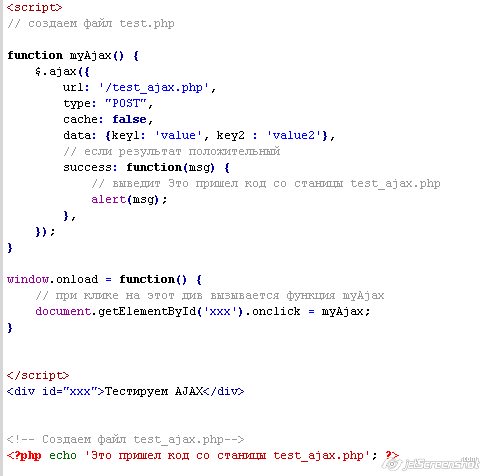 <script>
// создаем файл test.php
function myAjax() {
$.ajax({
url: '/test_ajax.php',
type: "POST",
cache: false,
data: {key1: 'value', key2 : 'value2'},
// если результат положительный
success: function(msg) {
// выведит Это пришел код со станицы test_ajax.php
alert(msg);
},
});
}
window.onload = function() {
// при клике на этот див вызывается функция myAjax
document.getElementById('xxx').onclick = myAjax;
}
</script>
<div id="xxx">Тестируем AJAX</div>
<!-- Создаем файл test_ajax.php-->
<?php echo 'Это пришел код со станицы test_ajax.php'; ?>
jetScreenshot